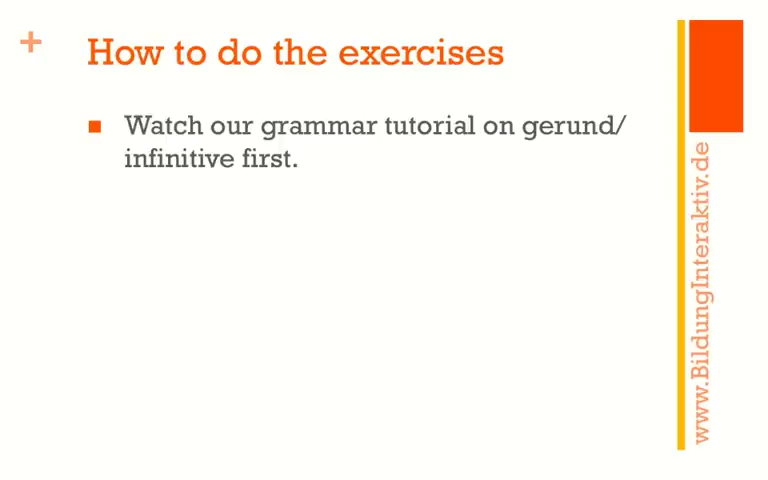 +
How to do the exercises
Watch our grammar tutorial on gerund/
infinitive first.
www.BildungInteraktiv.de